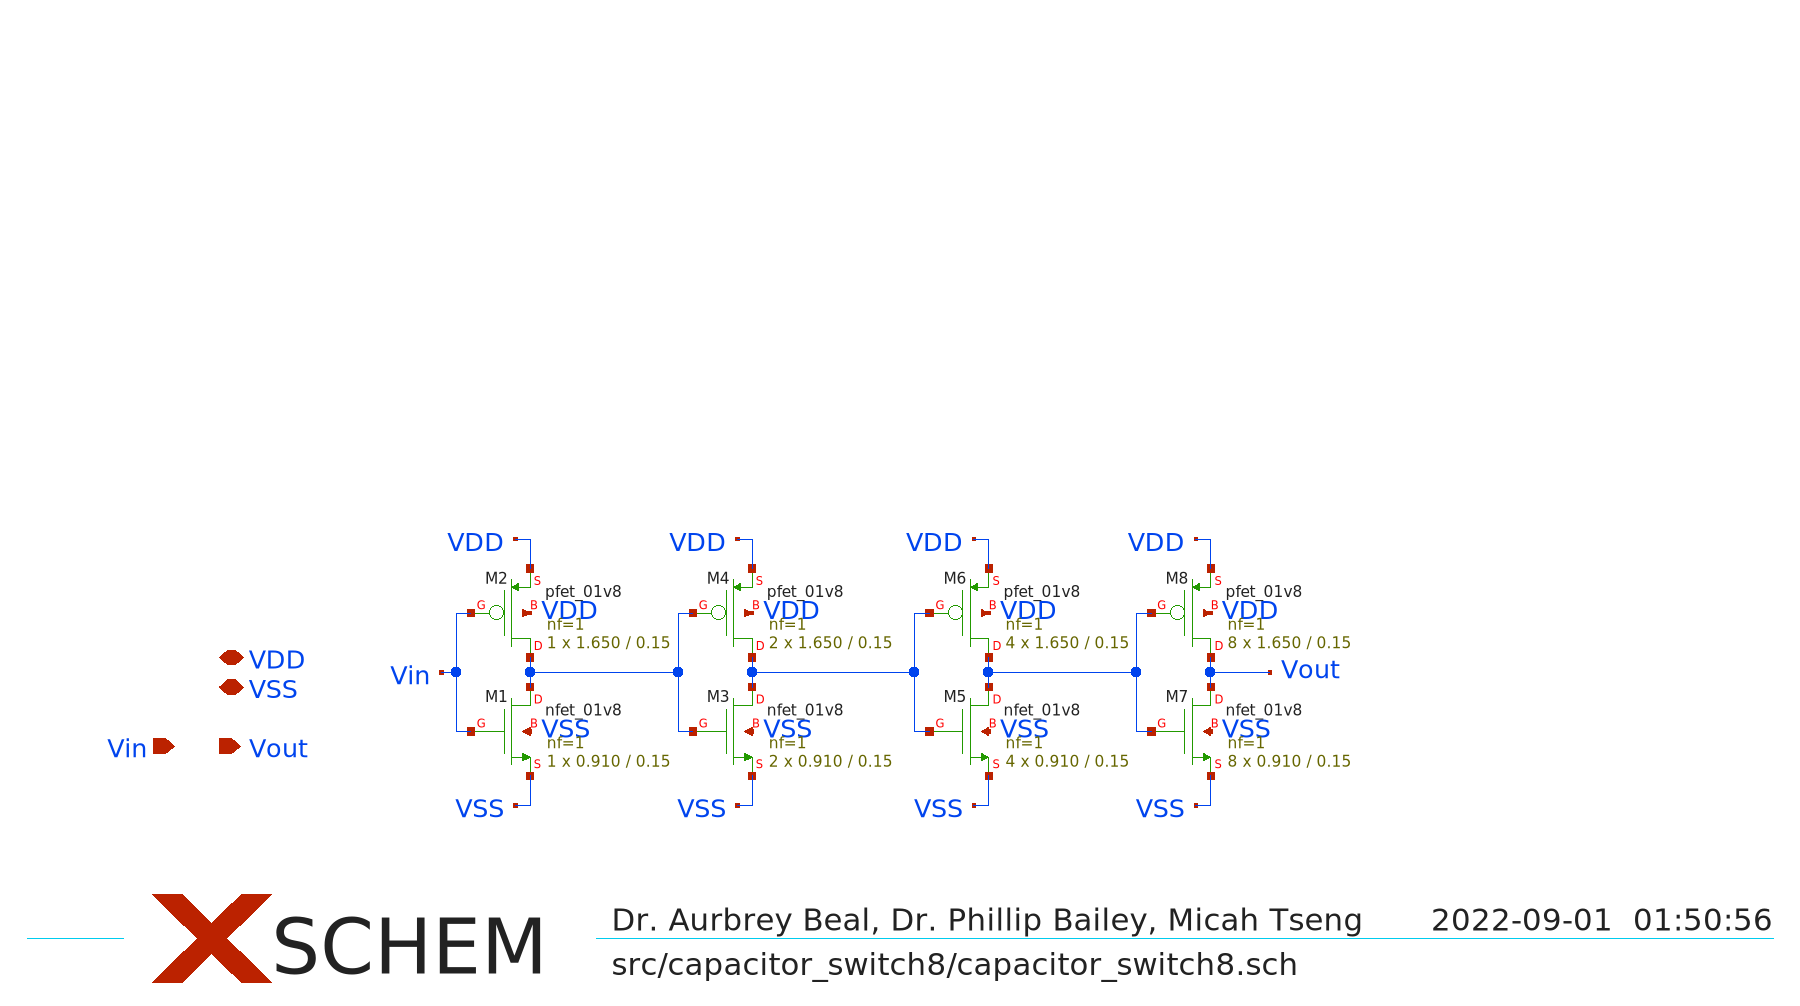 VDD VDD VDD VDD
M2 S M4 S M6 S M8 S
pfet_01v8 pfet_01v8 pfet_01v8 pfet_01v8
G B VDD G B VDD G B VDD G B VDD
nf=1 nf=1 nf=1 nf=1
D 1 x 1.650 / 0.15 D 2 x 1.650 / 0.15 D 4 x 1.650 / 0.15 D 8 x 1.650 / 0.15
VDD
Vin Vout
VSS
M1 D M3 D M5 D M7 D
nfet_01v8 nfet_01v8 nfet_01v8 nfet_01v8
G B VSS G B VSS G B VSS G B VSS
nf=1 nf=1 nf=1 nf=1
Vin Vout
S 1 x 0.910 / 0.15 S 2 x 0.910 / 0.15 S 4 x 0.910 / 0.15 S 8 x 0.910 / 0.15
VSS VSS VSS VSS
XSCHEM
Dr. Aurbrey Beal, Dr. Phillip Bailey, Micah Tseng 2022-09-01 01:50:56
src/capacitor_switch8/capacitor_switch8.sch